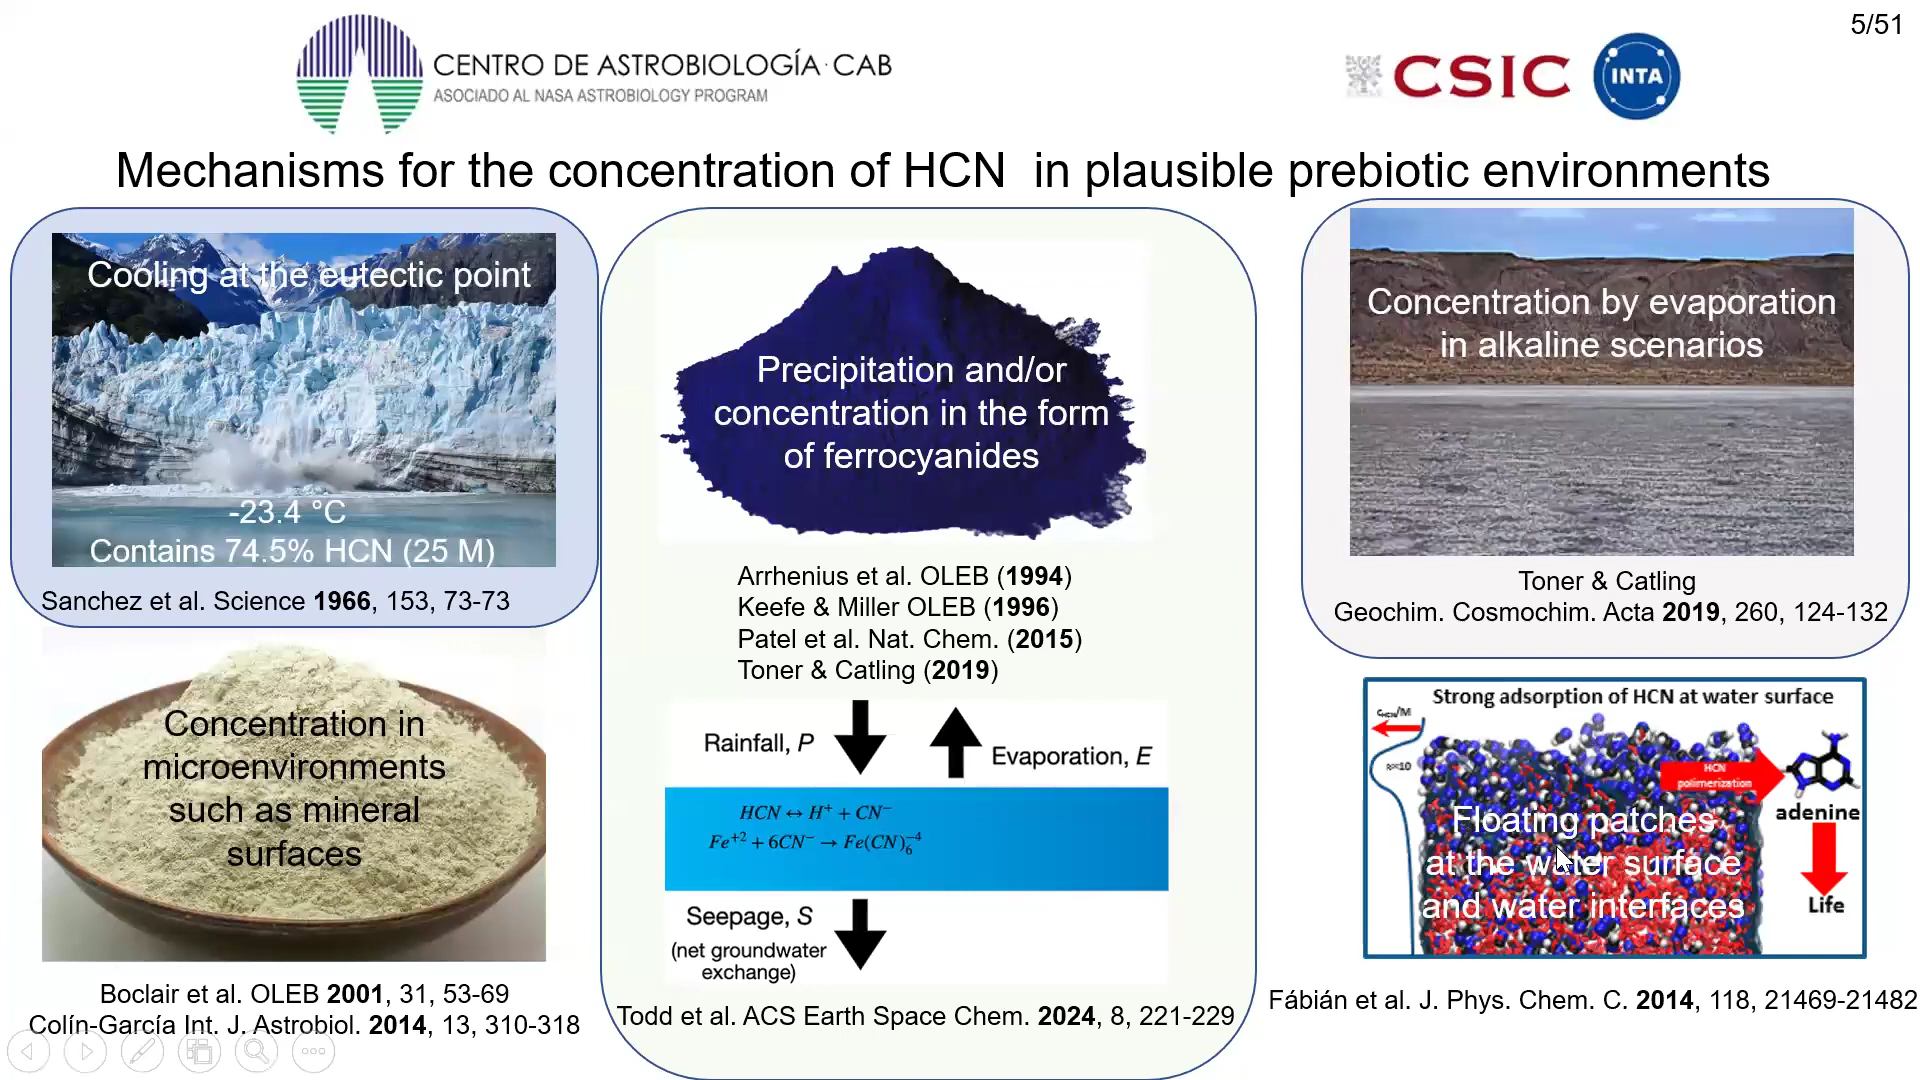 5/51
CENTRO DE ASTROBIOLOGÍA · CAB
ASOCIADO AL NASA ASTROBIOLOGY PROGRAM
CSIC
INTA
Mechanisms for the concentration of HCN in plausible prebiotic environments
Cooling at the eutectic point
-23.4 °C
Contains 74.5% HCN (25 M)
Sanchez et al. Science 1966, 153, 73-73
Concentration in
microenvironments
such as mineral
surfaces
Boclair et al. OLEB 2001, 31, 53-69
Colín-García Int. J. Astrobiol. 2014, 13, 310-318
Precipitation and/or
concentration in the form
of ferrocyanides
Arrhenius et al. OLEB (1994)
Keefe & Miller OLEB (1996)
Patel et al. Nat. Chem. (2015)
Toner & Catling (2019)
Rainfall, P
Evaporation, E
HCN ↔ H⁺ + CN⁻
Fe⁺² + 6CN⁻ → Fe(CN)₆⁻⁴
Seepage, S
(net groundwater
exchange)
Todd et al. ACS Earth Space Chem. 2024, 8, 221-229
Concentration by evaporation
in alkaline scenarios
Toner & Catling
Geochim. Cosmochim. Acta 2019, 260, 124-132
Strong adsorption of HCN at water surface
c_HCN/M
HCN
polimerization
adenine
Life
Floating patches
at the water surface
and water interfaces
Fábián et al. J. Phys. Chem. C. 2014, 118, 21469-21482